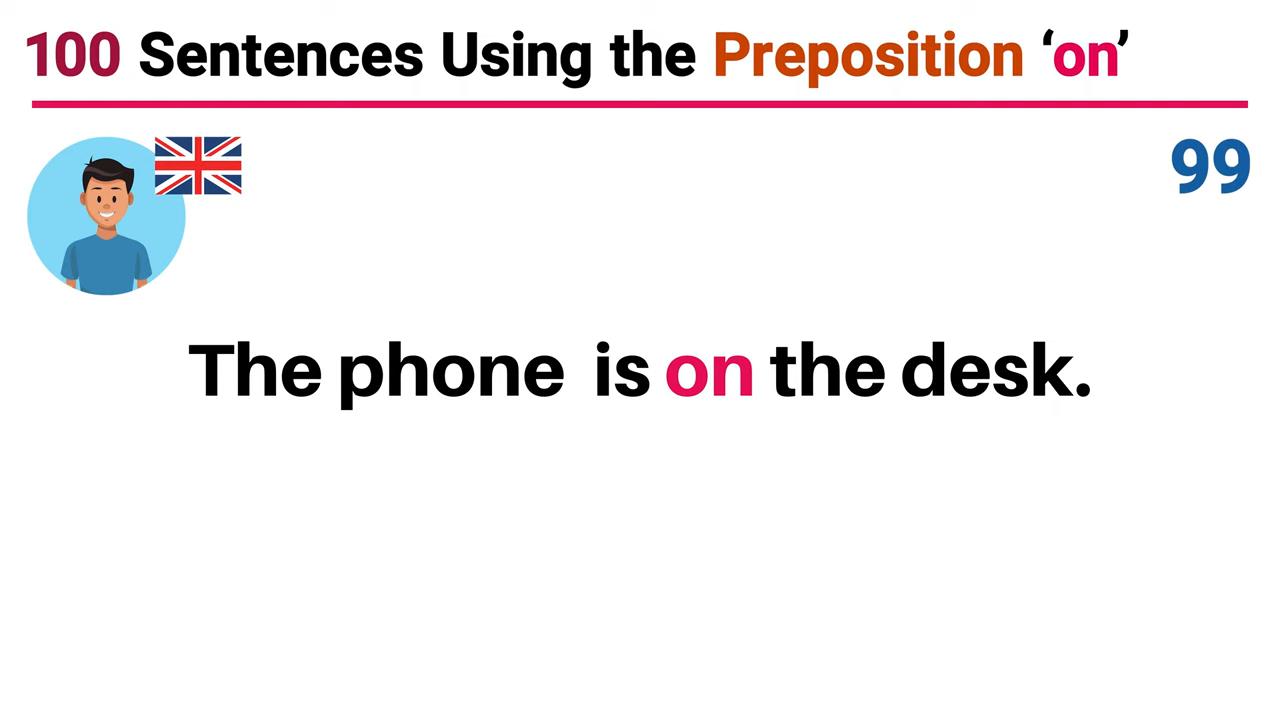 100 Sentences Using the Preposition ‘on’
99
The phone is on the desk.